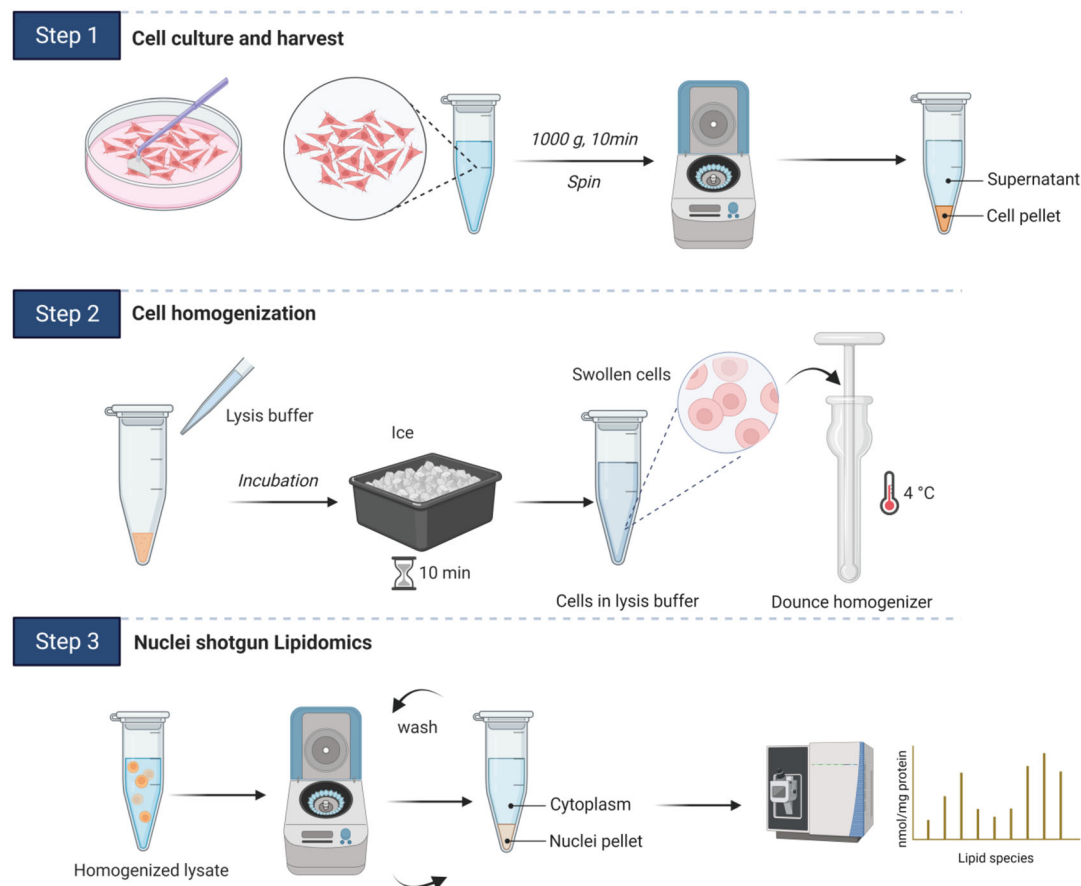 Step 1
Cell culture and harvest
1000 g, 10min
Spin
Supernatant
Cell pellet
Step 2
Cell homogenization
Lysis buffer
Incubation
Ice
10 min
Swollen cells
Cells in lysis buffer
4 °C
Dounce homogenizer
Step 3
Nuclei shotgun Lipidomics
Homogenized lysate
wash
Cytoplasm
Nuclei pellet
nmol/mg protein
Lipid species